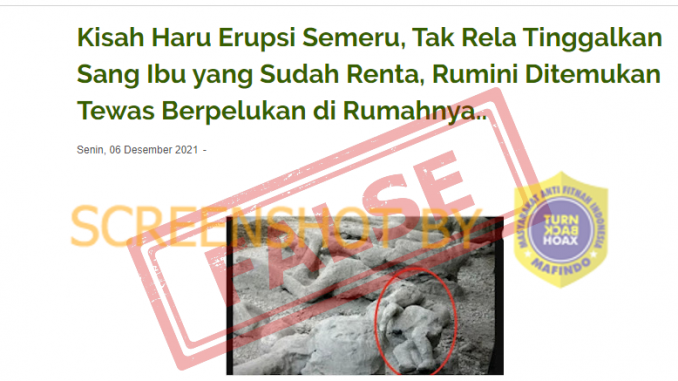 Kisah Haru Erupsi Semeru, Tak Rela Tinggalkan
Sang Ibu yang Sudah Renta, Rumini Ditemukan
Tewas Berpelukan di Rumahnya..
Senin, 06 Desember 2021 -
FALSE
SCREENSHOT BY
MASYARAKAT ANTI FITNAH INDONESIA
TURN
BACK
HOAX
MAFINDO